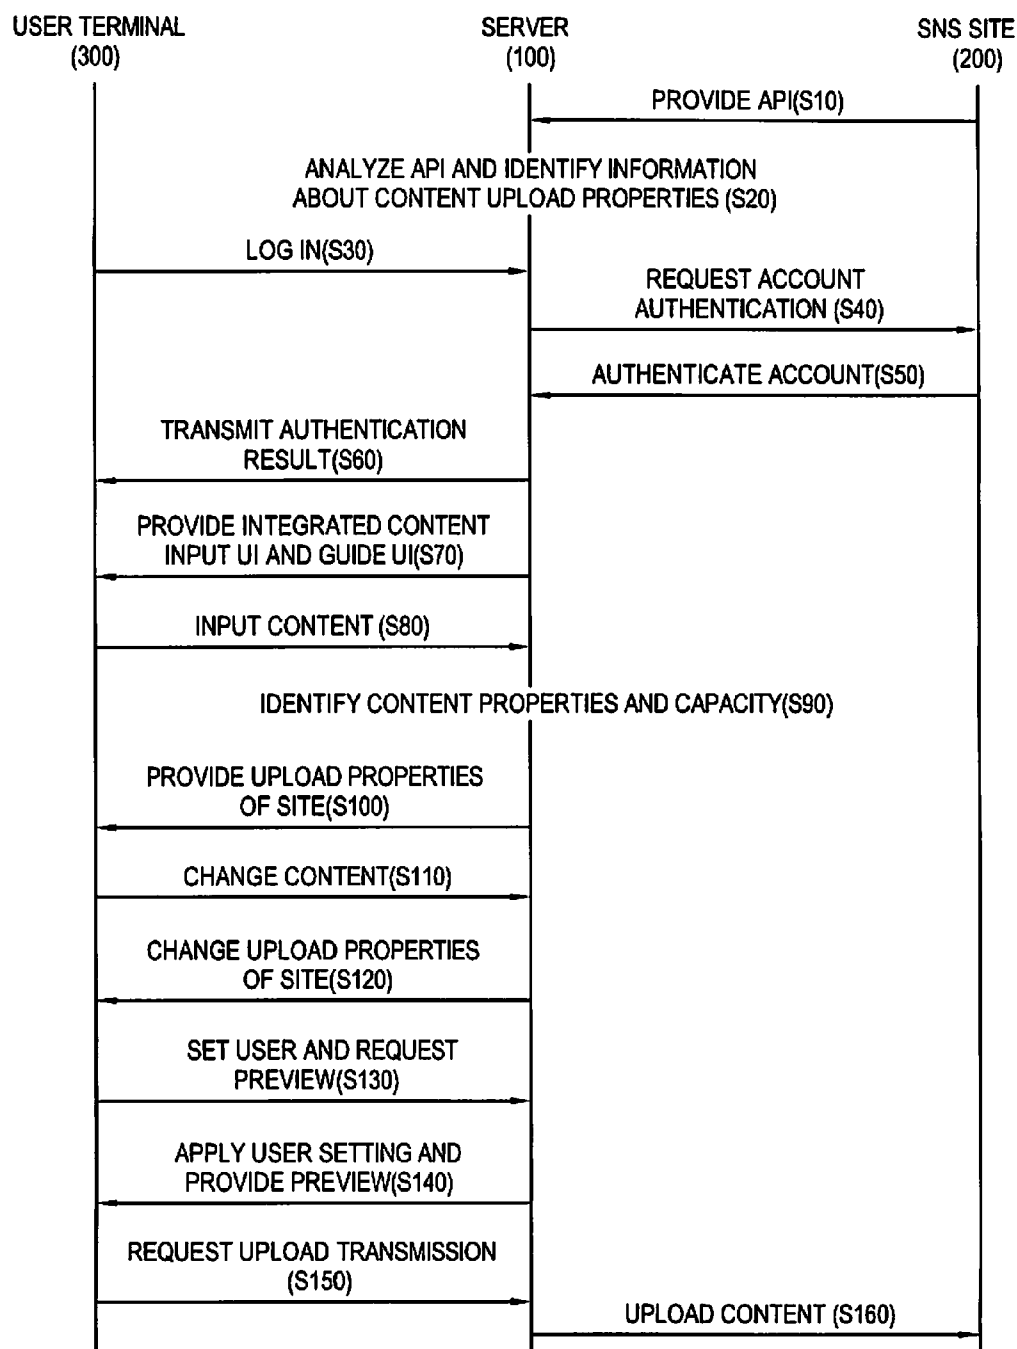 USER TERMINAL
(300)
SERVER
(100)
SNS SITE
(200)
PROVIDE API(S10)
ANALYZE API AND IDENTIFY INFORMATION
ABOUT CONTENT UPLOAD PROPERTIES (S20)
LOG IN(S30)
REQUEST ACCOUNT
AUTHENTICATION (S40)
AUTHENTICATE ACCOUNT(S50)
TRANSMIT AUTHENTICATION
RESULT(S60)
PROVIDE INTEGRATED CONTENT
INPUT UI AND GUIDE UI(S70)
INPUT CONTENT (S80)
IDENTIFY CONTENT PROPERTIES AND CAPACITY(S90)
PROVIDE UPLOAD PROPERTIES
OF SITE(S100)
CHANGE CONTENT(S110)
CHANGE UPLOAD PROPERTIES
OF SITE(S120)
SET USER AND REQUEST
PREVIEW(S130)
APPLY USER SETTING AND
PROVIDE PREVIEW(S140)
REQUEST UPLOAD TRANSMISSION
(S150)
UPLOAD CONTENT (S160)